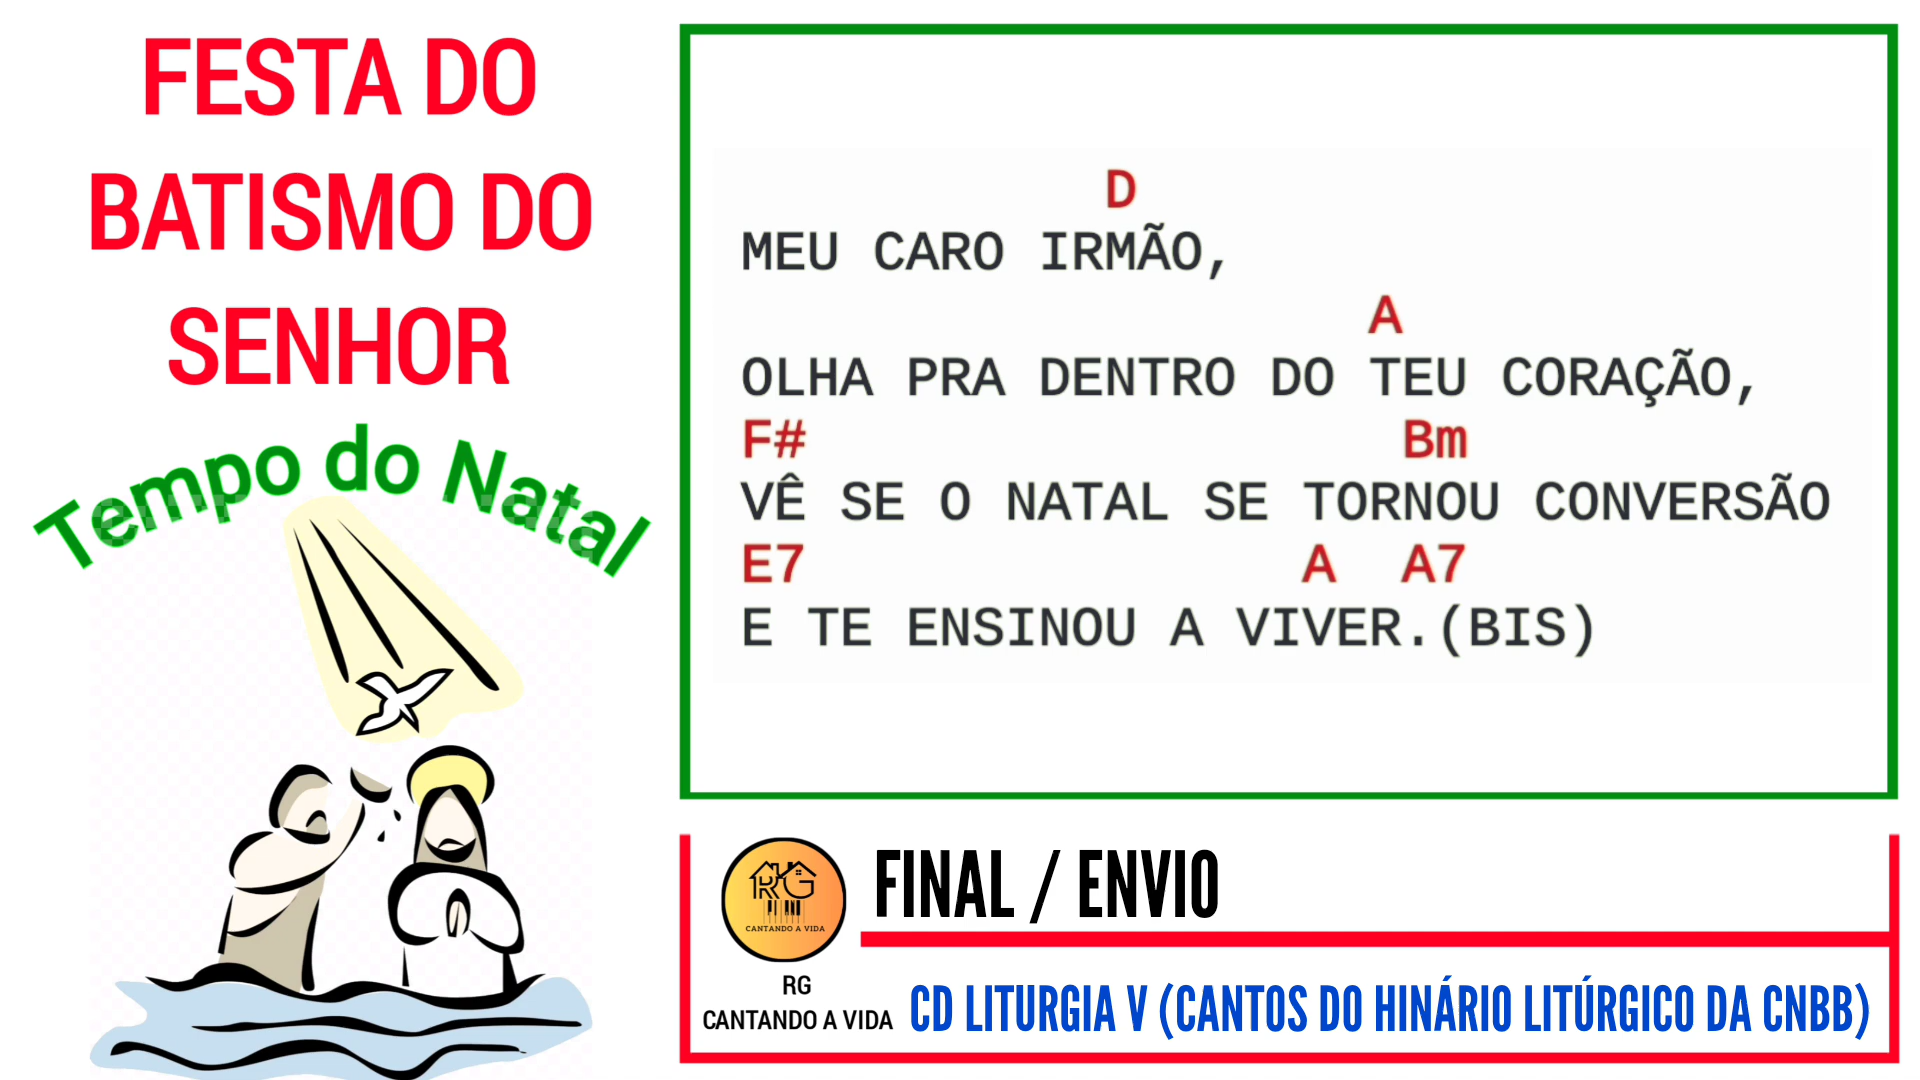 FESTA DO
BATISMO DO
SENHOR
Tempo do Natal
D
MEU CARO IRMÃO,
A
OLHA PRA DENTRO DO TEU CORAÇÃO,
F# Bm
VÊ SE O NATAL SE TORNOU CONVERSÃO
E7 A A7
E TE ENSINOU A VIVER.(BIS)
RG
PIANO
CANTANDO A VIDA
RG
CANTANDO A VIDA
FINAL / ENVIO
CD LITURGIA V (CANTOS DO HINÁRIO LITÚRGICO DA CNBB)